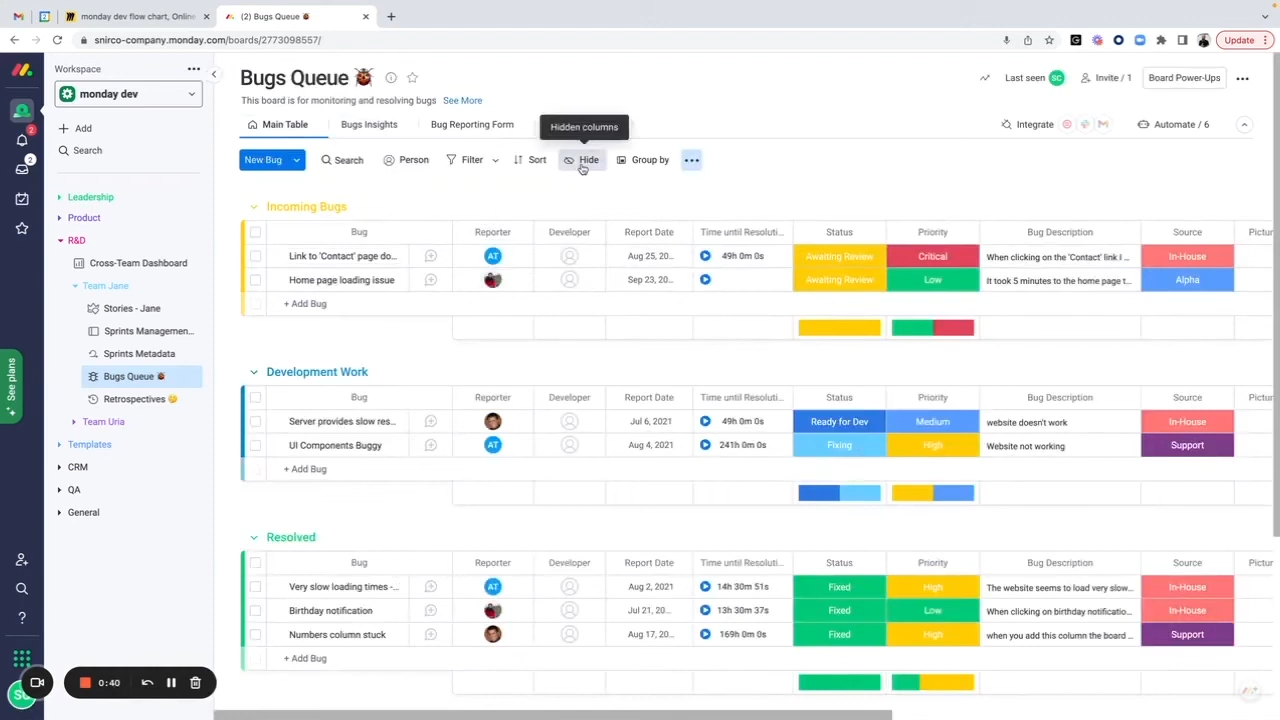 monday dev flow chart, Online
(2) Bugs Queue
snirco-company.monday.com/boards/2773098557/
Update
Workspace
monday dev
Add
Search
Leadership
Product
R&D
Cross-Team Dashboard
Team Jane
Stories - Jane
Sprints Managemen...
Sprints Metadata
Bugs Queue
Retrospectives
Team Uria
Templates
CRM
QA
General
2
2
See plans
0:40
Bugs Queue
Last seen SC
Invite / 1
Board Power-Ups
This board is for monitoring and resolving bugs See More
Main Table
Bugs Insights
Bug Reporting Form
Hidden columns
Integrate
Automate / 6
New Bug
Search
Person
Filter
Sort
Hide
Group by
Incoming Bugs
Bug Reporter Developer Report Date Time until Resoluti... Status Priority Bug Description Source Pictur
Link to 'Contact' page do... AT Aug 25, 20... 49h 0m 0s Awaiting Review Critical When clicking on the 'Contact' link I ... In-House
Home page loading issue Sep 23, 20... Awaiting Review Low It took 5 minutes to the home page t... Alpha
+ Add Bug
Development Work
Bug Reporter Developer Report Date Time until Resoluti... Status Priority Bug Description Source Pictur
Server provides slow res... Jul 6, 2021 49h 0m 0s Ready for Dev Medium website doesn't work In-House
UI Components Buggy AT Aug 4, 2021 241h 0m 0s Fixing High Website not working Support
+ Add Bug
Resolved
Bug Reporter Developer Report Date Time until Resoluti... Status Priority Bug Description Source Pictur
Very slow loading times -... AT Aug 2, 2021 14h 30m 51s Fixed High The website seems to load very slow... In-House
Birthday notification Jul 21, 20... 13h 30m 37s Fixed Low When clicking on birthday notificatio... In-House
Numbers column stuck Aug 17, 20... 169h 0m 0s Fixed High when you add this column the board ... Support
+ Add Bug